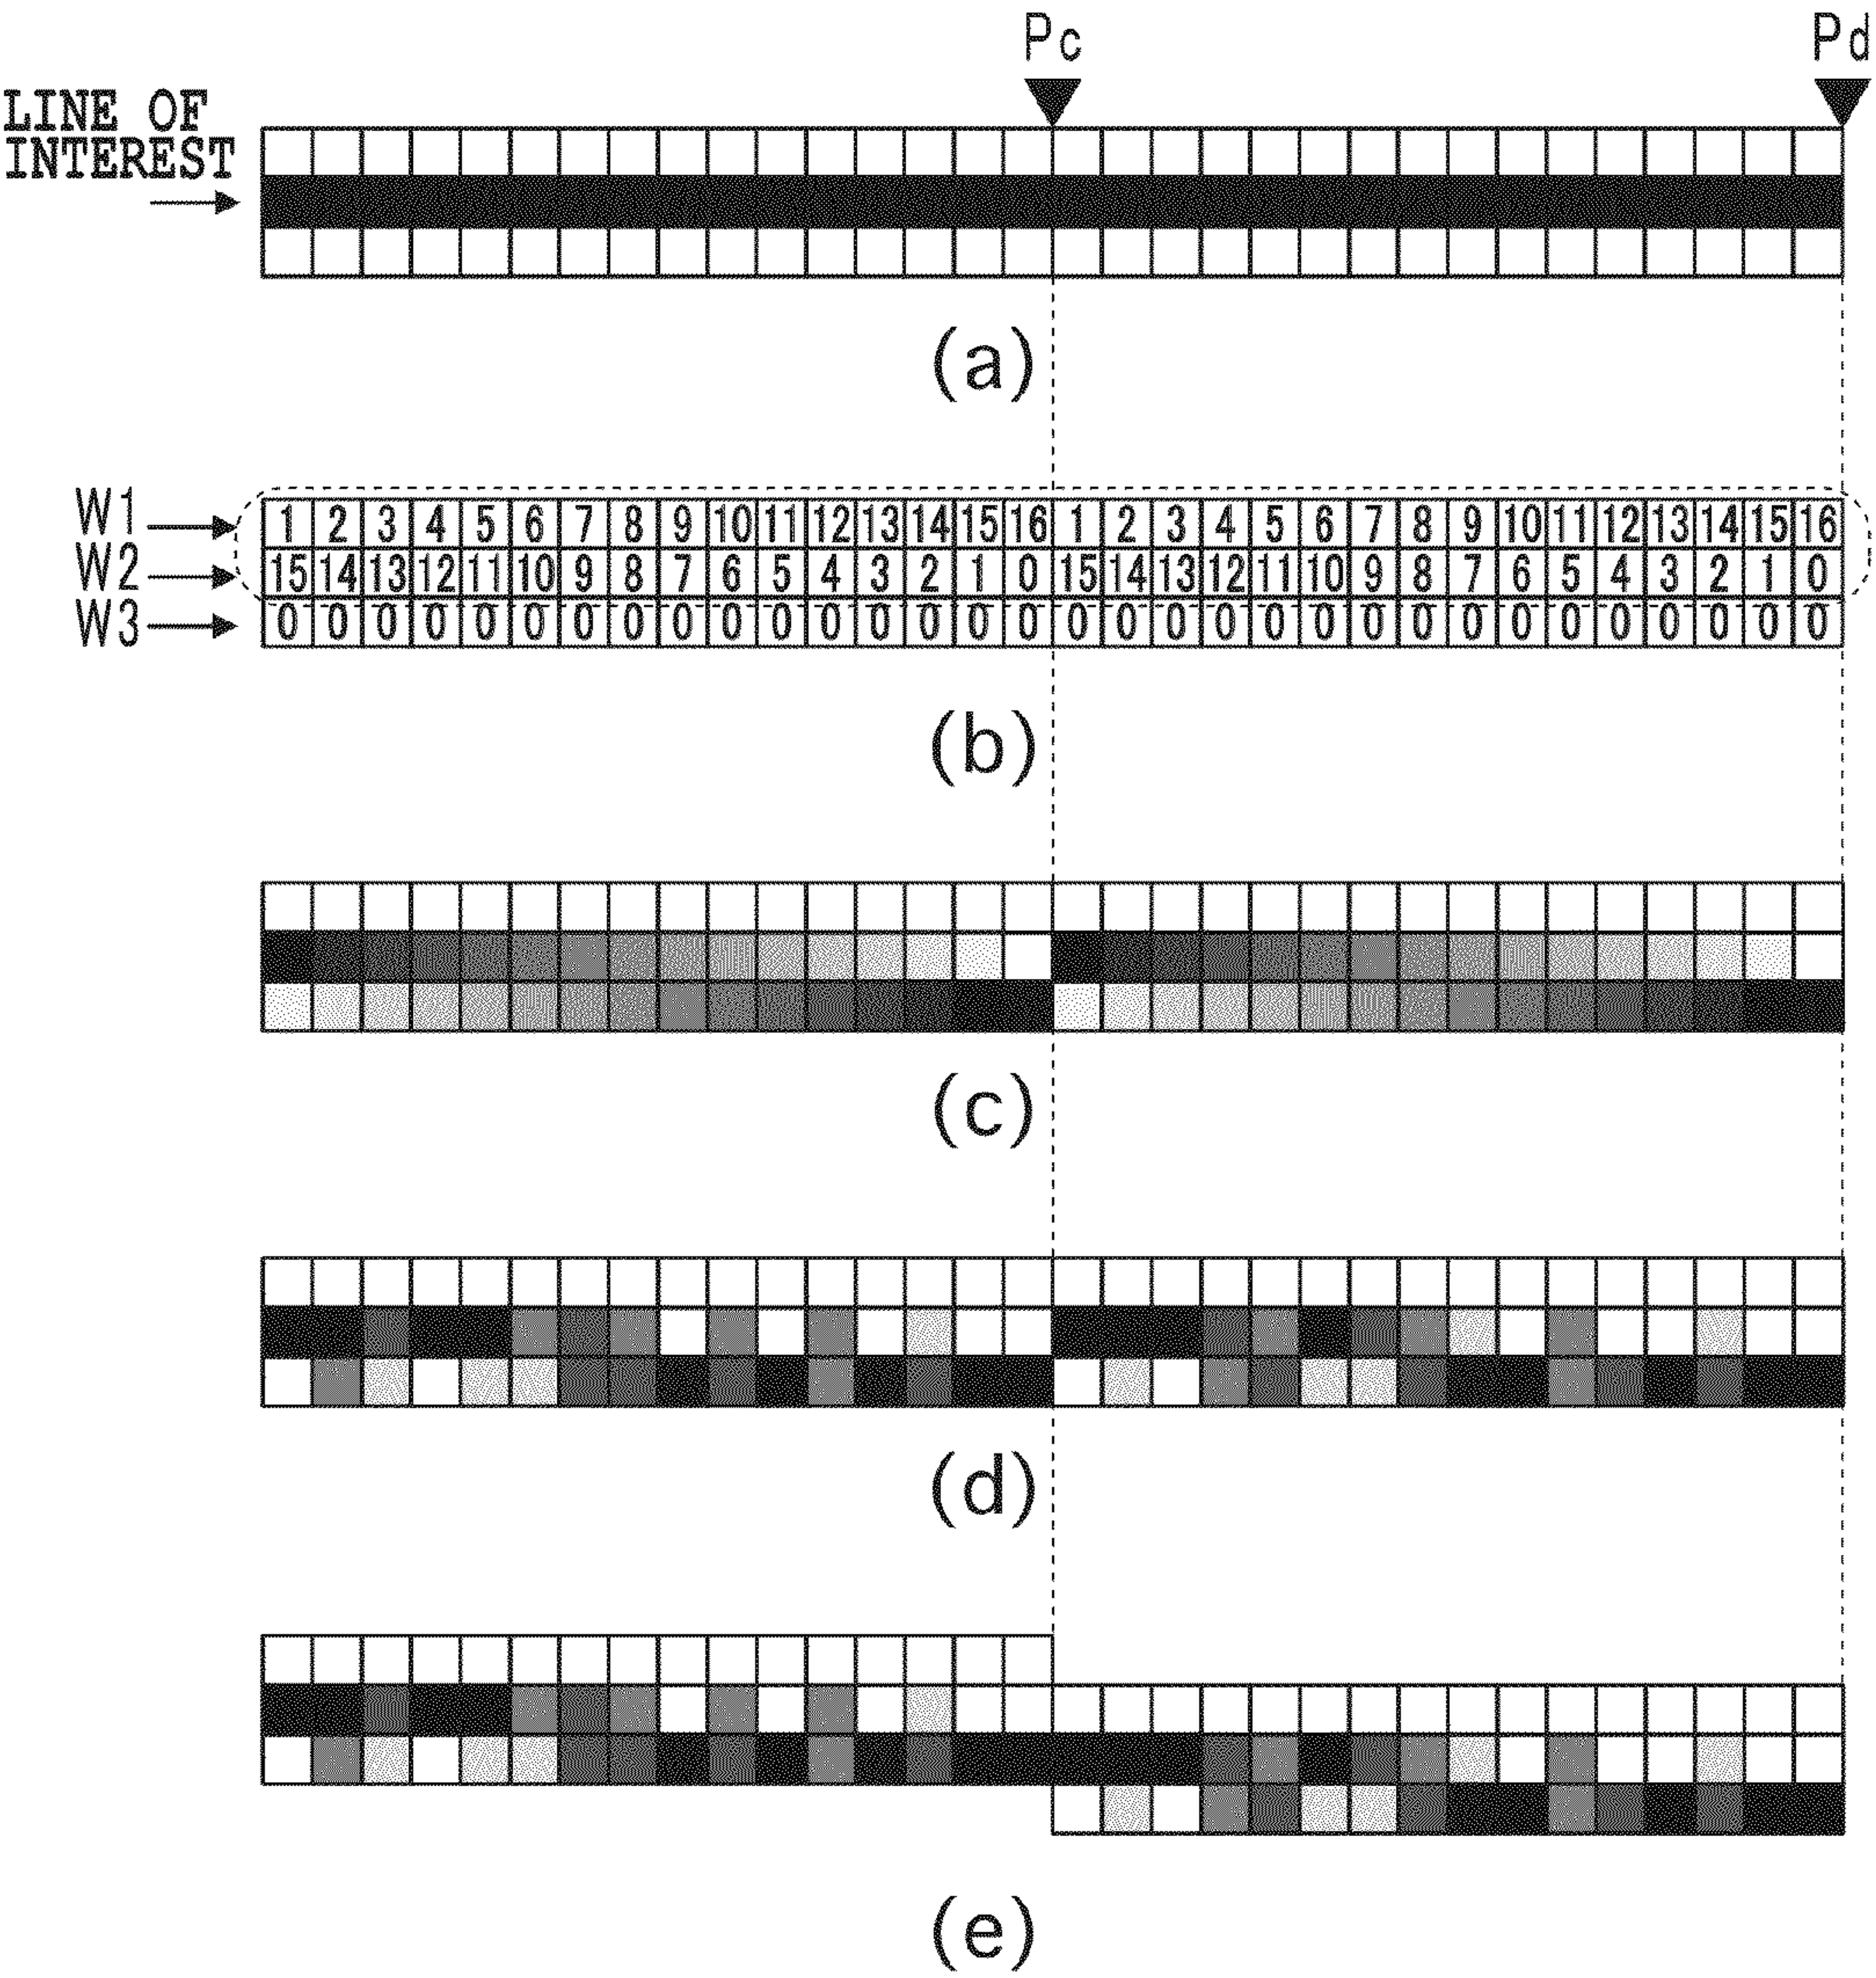 Pc Pd
LINE OF
INTEREST
(a)
W1 1 2 3 4 5 6 7 8 9 10 11 12 13 14 15 16 1 2 3 4 5 6 7 8 9 10 11 12 13 14 15 16
W2 15 14 13 12 11 10 9 8 7 6 5 4 3 2 1 0 15 14 13 12 11 10 9 8 7 6 5 4 3 2 1 0
W3 0 0 0 0 0 0 0 0 0 0 0 0 0 0 0 0 0 0 0 0 0 0 0 0 0 0 0 0 0 0 0 0
(b)
(c)
(d)
(e)